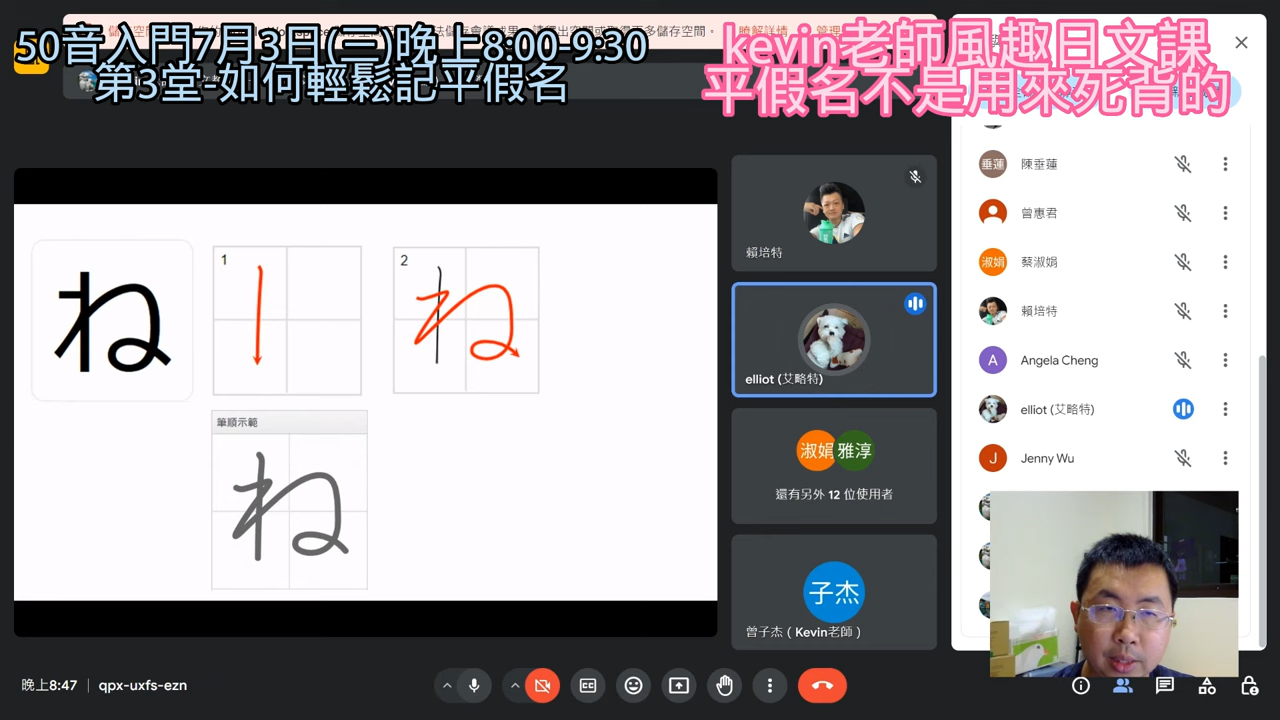 50音入門7月3日(三)晚上8:00-9:30
第3堂-如何輕鬆記平假名
kevin老師風趣日文課
平假名不是用來死背的
瞭解詳情
管理
ね
1
2
筆順示範
賴培特
elliot (艾略特)
淑娟
雅淳
還有另外 12 位使用者
子杰
曾子杰 ( Kevin老師 )
垂蓮
陳垂蓮
曾惠君
淑娟
蔡淑娟
賴培特
A
Angela Cheng
elliot (艾略特)
J
Jenny Wu
晚上8:47
qpx-uxfs-ezn